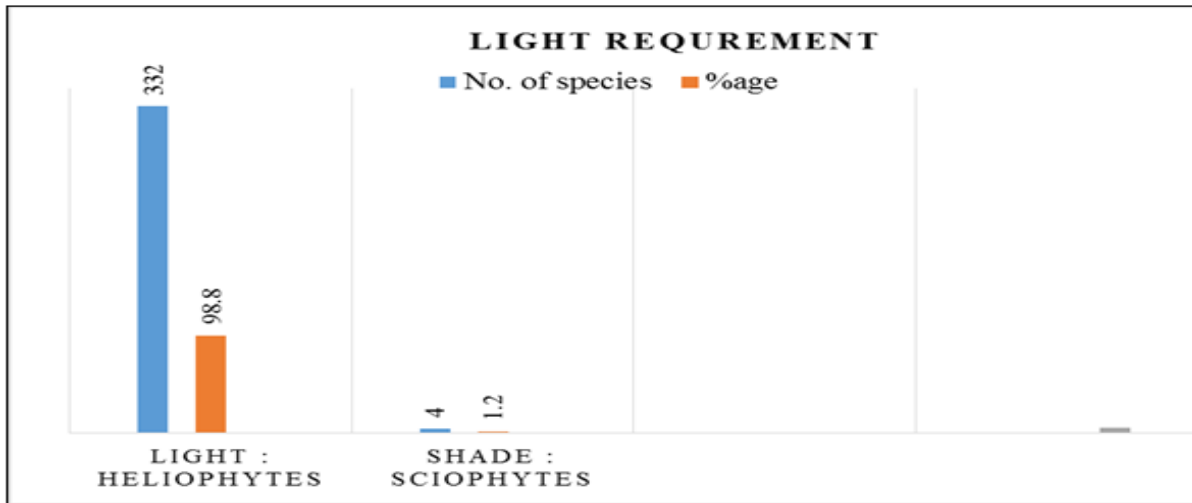 LIGHT REQUREMENT
No. of species %age
332
98.8
4
1.2
LIGHT :
HELIOPHYTES
SHADE :
SCIOPHYTES